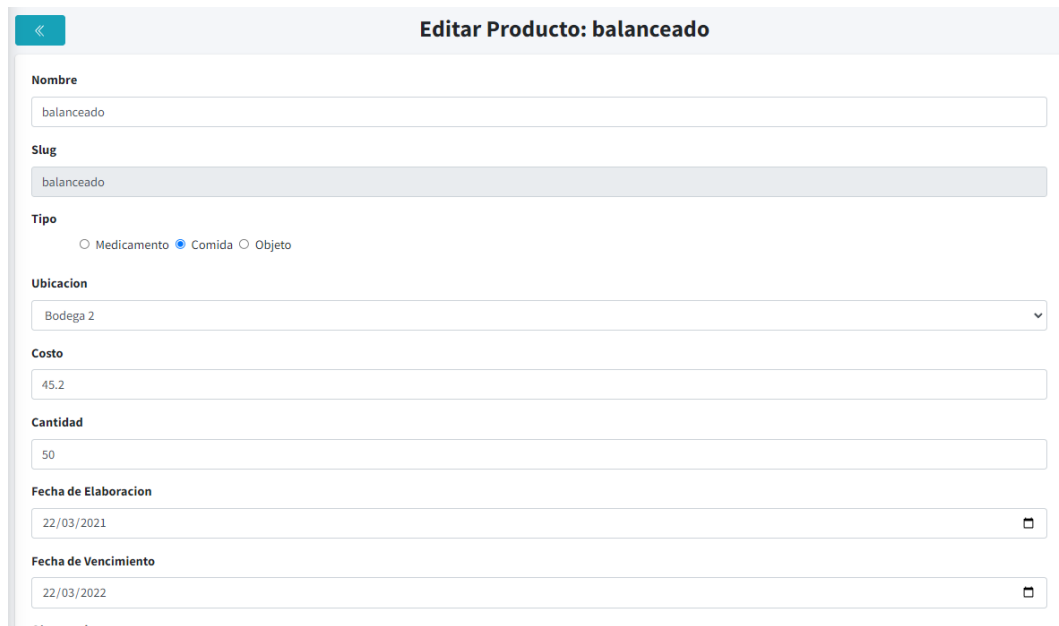 Editar Producto: balanceado
Nombre
balanceado
Slug
balanceado
Tipo
Medicamento Comida Objeto
Ubicacion
Bodega 2
Costo
45.2
Cantidad
50
Fecha de Elaboracion
22/03/2021
Fecha de Vencimiento
22/03/2022